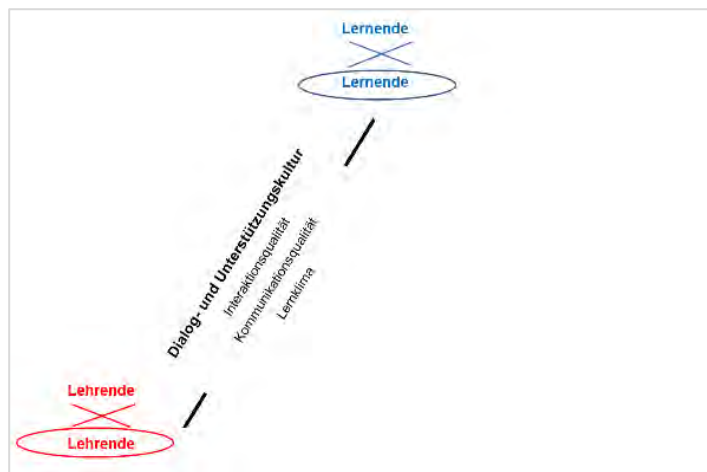 Lernende
Lernende
Dialog- und Unterstützungskultur
Interaktionsqualität
Kommunikationsqualität
Lernklima
Lehrende
Lehrende